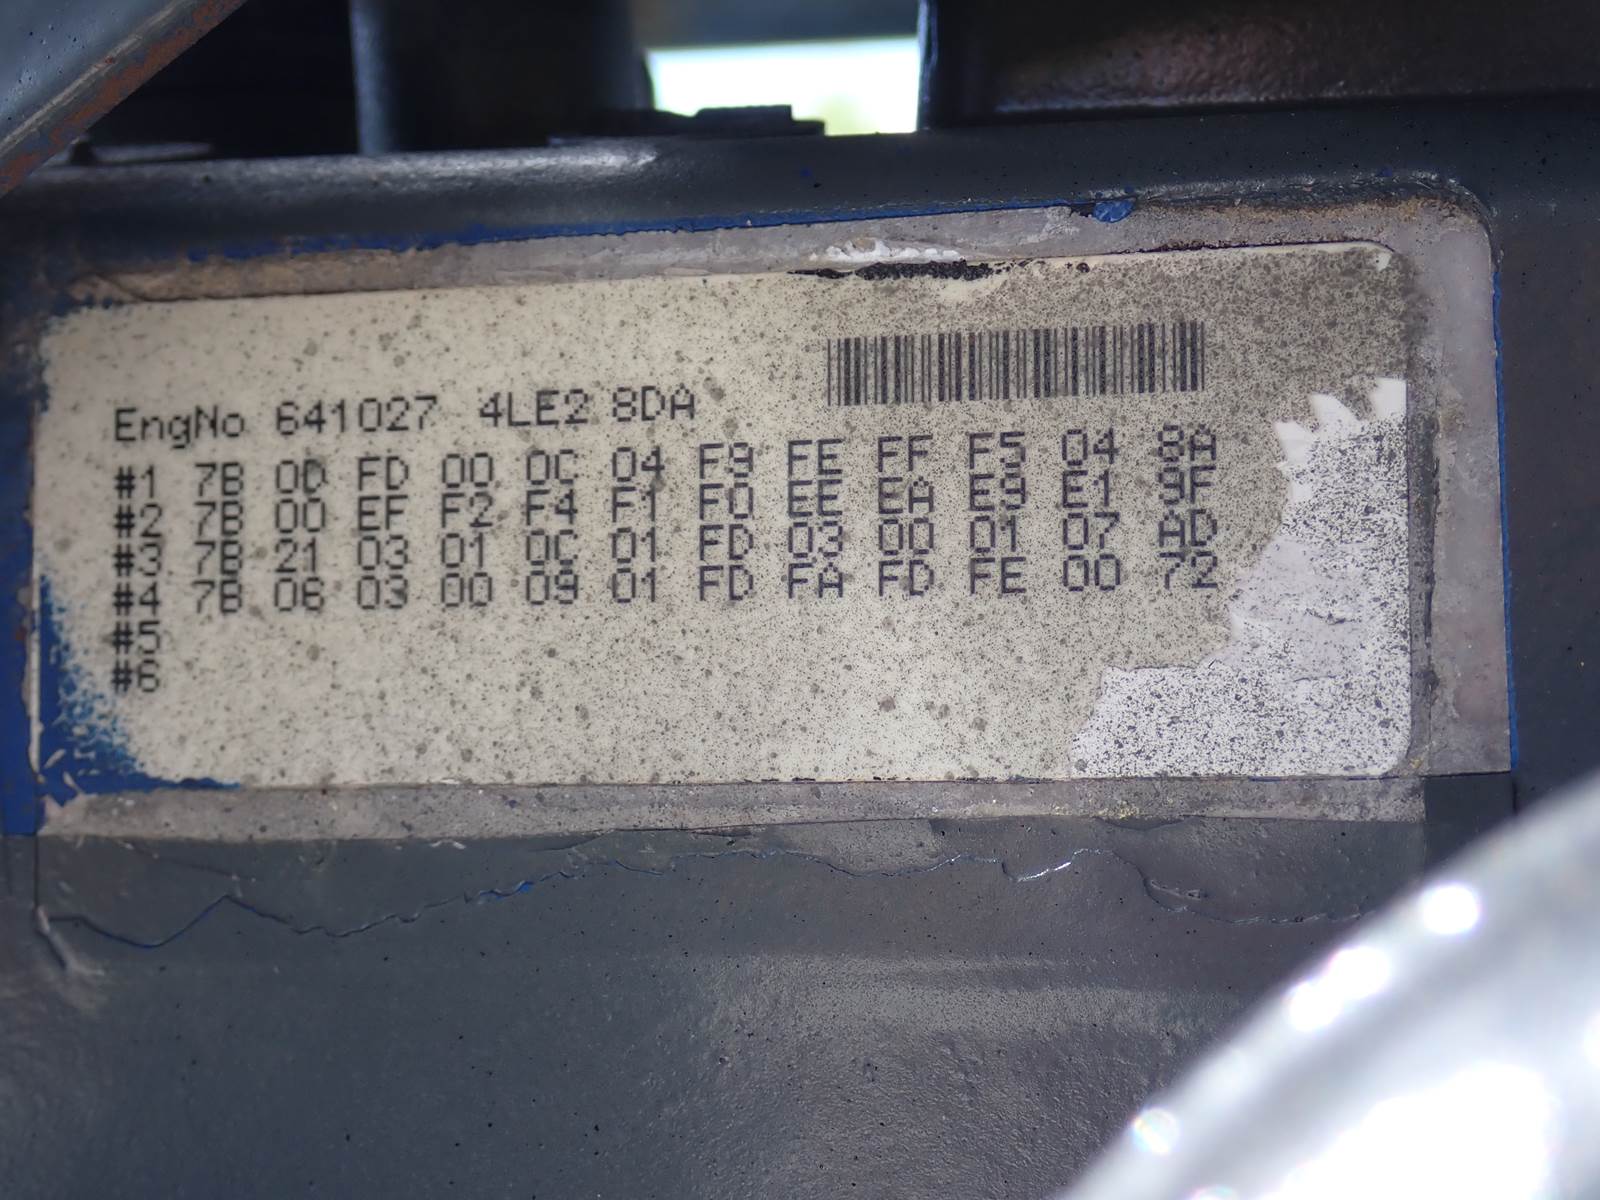 EngNo 641027 4LE2 8DA
#1 7B 0D FD 00 0C 04 F9 FE FF F5 04 8A
#2 7B 00 EF F2 F4 F1 F0 EE EA E9 E1 9F
#3 7B 21 03 01 0C 01 FD 03 00 01 07 AD
#4 7B 06 03 00 09 01 FD FA FD FE 00 72
#5
#6